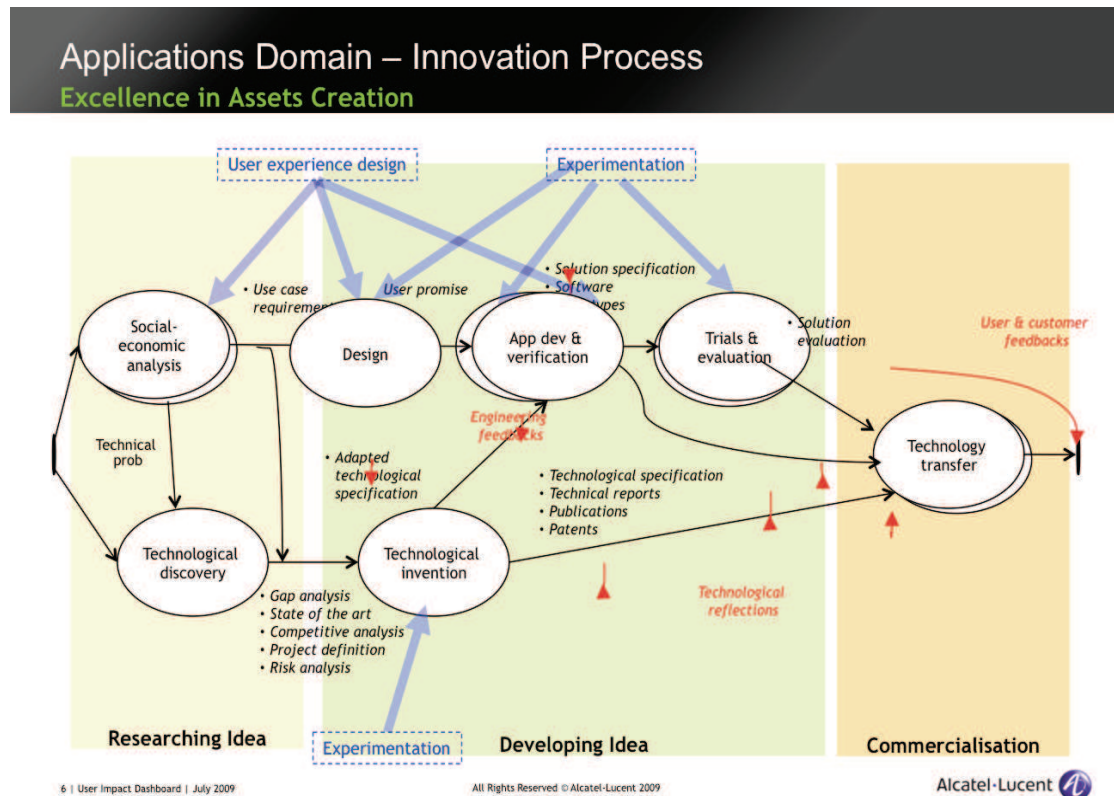 Applications Domain – Innovation Process
Excellence in Assets Creation
User experience design
Experimentation
• Use case
requirement
User promise
• Solution specification
• Software
types
Social-
economic
analysis
Design
App dev &
verification
Trials &
evaluation
• Solution
evaluation
User & customer
feedbacks
Technical
prob
Engineering
feedbacks
• Adapted
technological
specification
• Technological specification
• Technical reports
• Publications
• Patents
Technology
transfer
Technological
discovery
Technological
invention
• Gap analysis
• State of the art
• Competitive analysis
• Project definition
• Risk analysis
Technological
reflections
Researching Idea
Experimentation
Developing Idea
Commercialisation
6 | User Impact Dashboard | July 2009
All Rights Reserved © Alcatel-Lucent 2009
Alcatel·Lucent